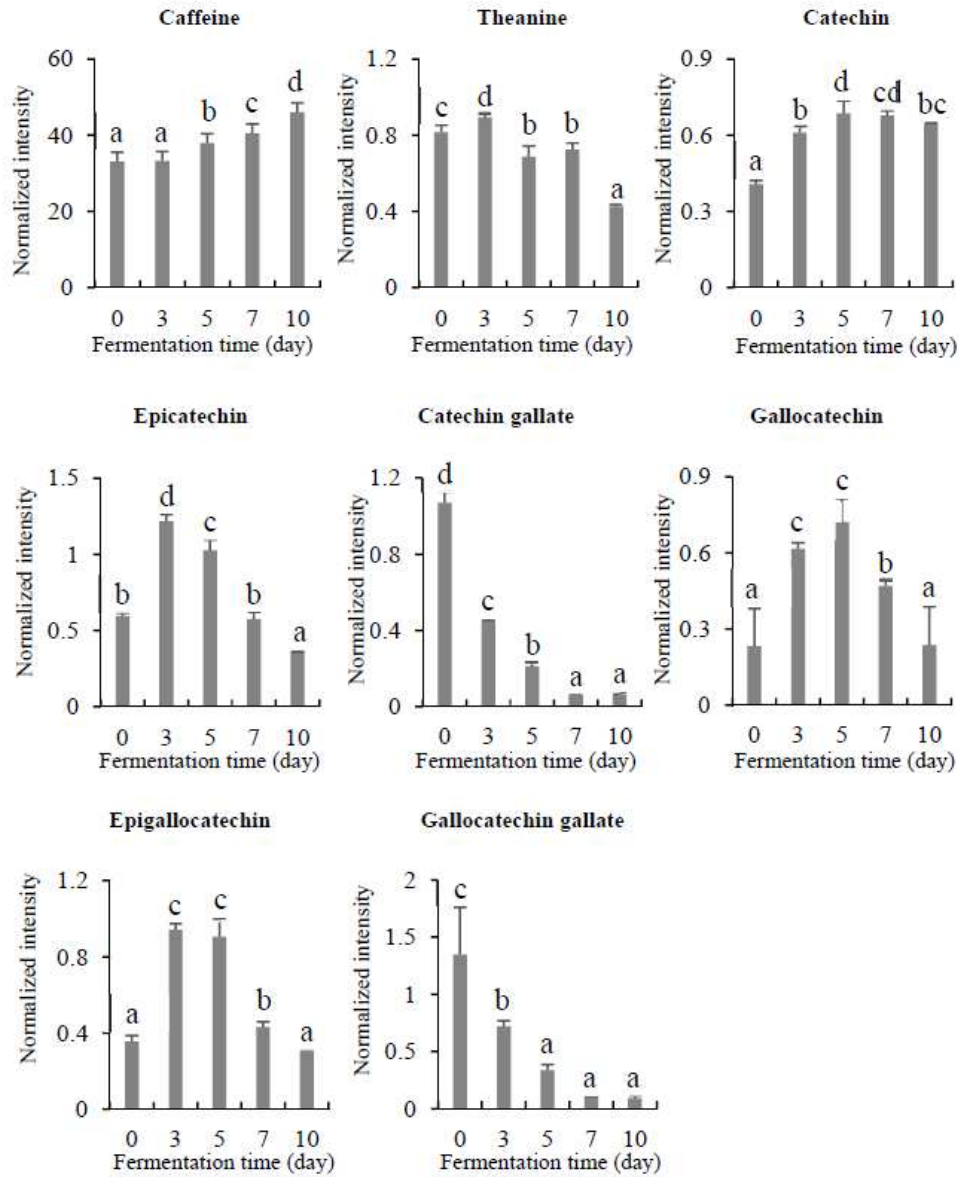 Caffeine
Theanine
Catechin
Normalized intensity
60
40
20
0
a
a
b
c
d
0 3 5 7 10
Fermentation time (day)
Normalized intensity
1.2
0.8
0.4
0
c
d
b
b
a
0 3 5 7 10
Fermentation time (day)
Normalized intensity
0.9
0.6
0.3
0
a
b
d
cd
bc
0 3 5 7 10
Fermentation time (day)
Epicatechin
Catechin gallate
Gallocatechin
Normalized intensity
1.5
1
0.5
0
b
d
c
b
a
0 3 5 7 10
Fermentation time (day)
Normalized intensity
1.2
0.8
0.4
0
d
c
b
a
a
0 3 5 7 10
Fermentation time (day)
Normalized intensity
0.9
0.6
0.3
0
a
c
c
b
a
0 3 5 7 10
Fermentation time (day)
Epigallocatechin
Gallocatechin gallate
Normalized intensity
1.2
0.8
0.4
0
a
c
c
b
a
0 3 5 7 10
Fermentation time (day)
Normalized intensity
2
1.5
1
0.5
0
c
b
a
a
a
0 3 5 7 10
Fermentation time (day)